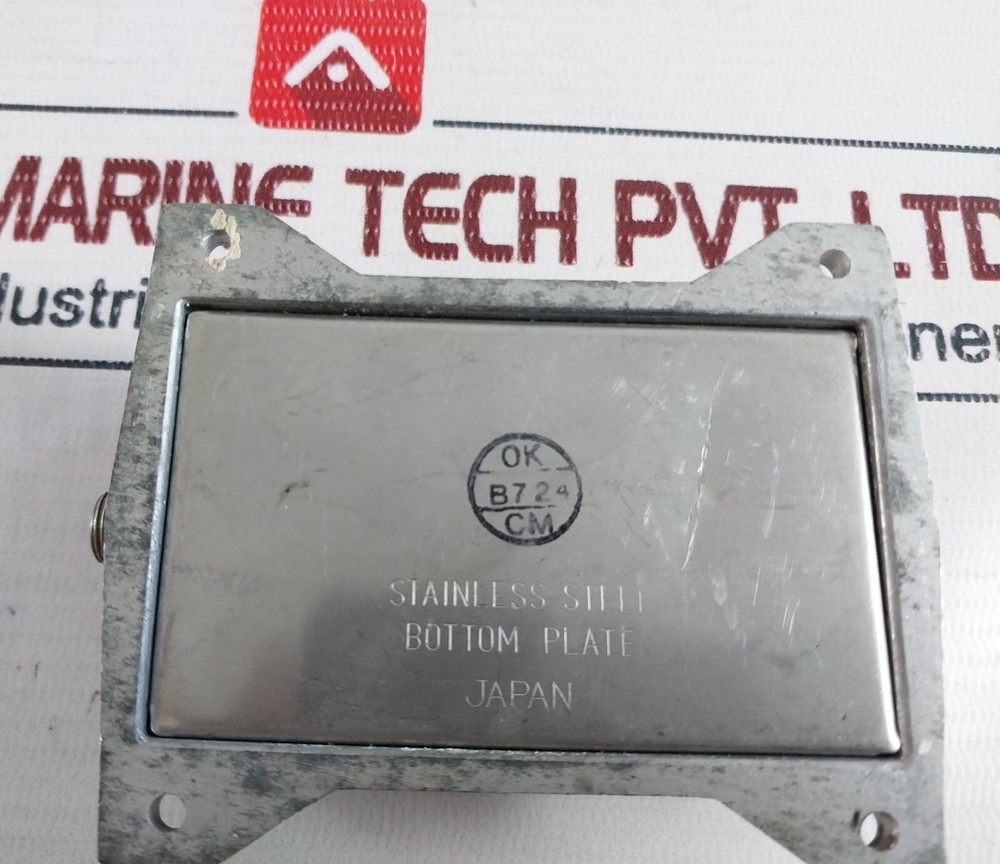 MARINE TECH PVT. LTD
OK
B724
CM
STAINLESS STEEL
BOTTOM PLATE
JAPAN